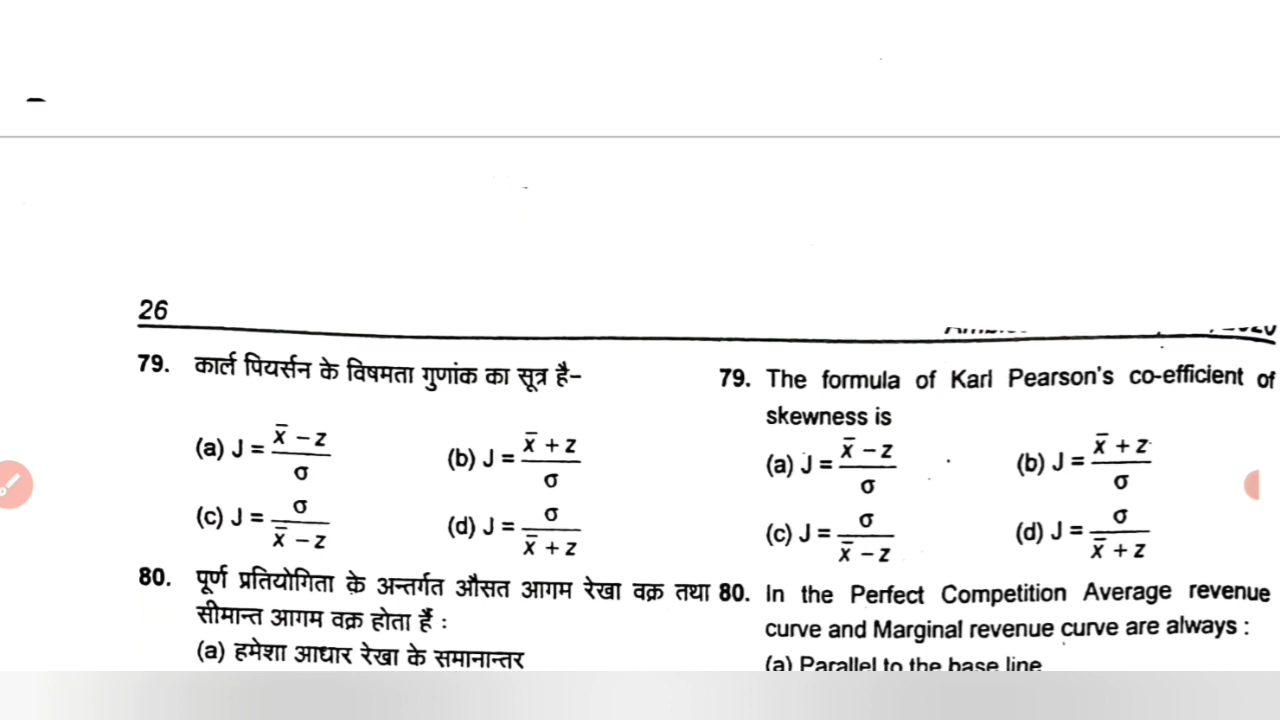 26
79. कार्ल पियर्सन के विषमता गुणांक का सूत्र है–
(a) J = x̄ – z / σ (b) J = x̄ + z / σ
(c) J = σ / x̄ – z (d) J = σ / x̄ + z
80. पूर्ण प्रतियोगिता के अन्तर्गत औसत आगम रेखा वक्र तथा
सीमान्त आगम वक्र होता हैं :
(a) हमेशा आधार रेखा के समानान्तर
79. The formula of Karl Pearson's co-efficient of
skewness is
(a) J = x̄ – z / σ (b) J = x̄ + z / σ
(c) J = σ / x̄ – z (d) J = σ / x̄ + z
80. In the Perfect Competition Average revenue
curve and Marginal revenue curve are always :
(a) Parallel to the base line